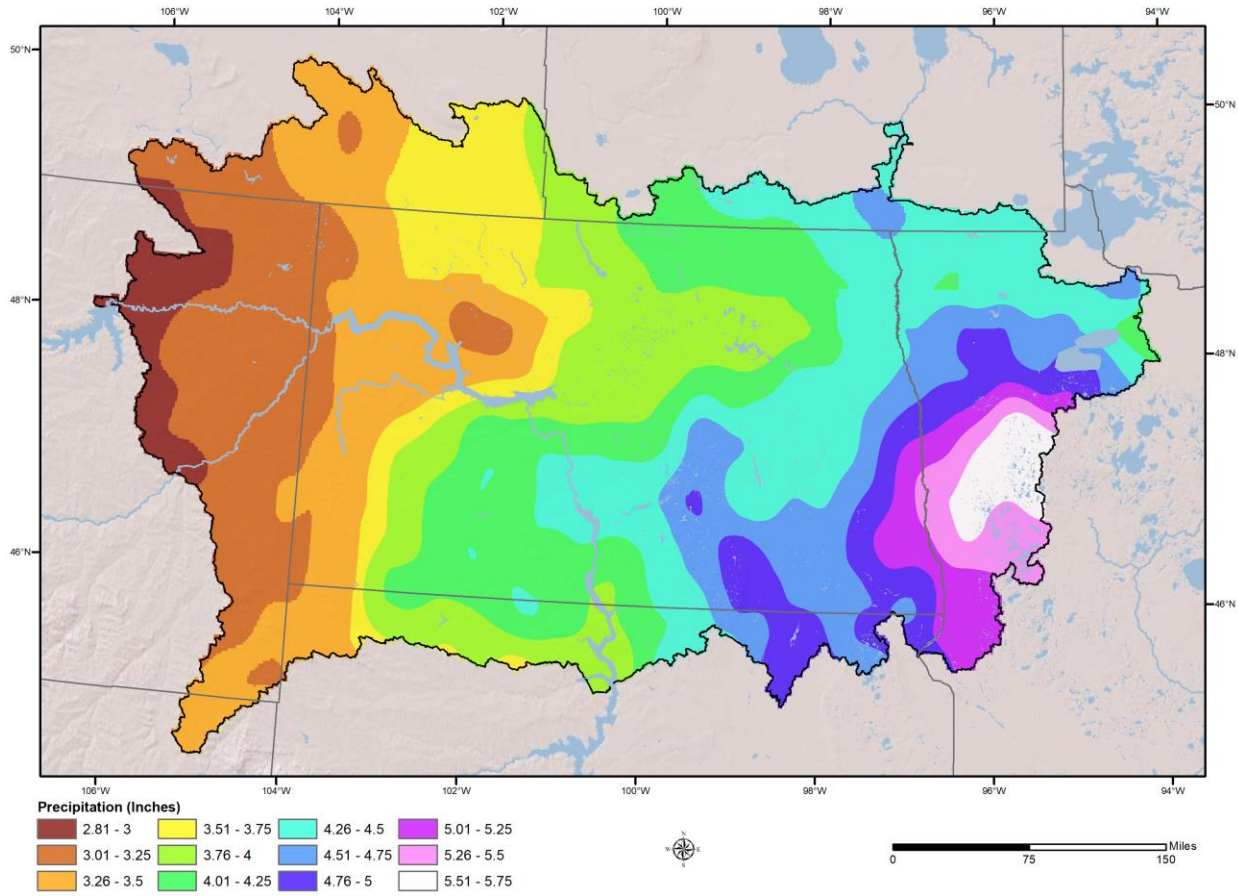 106°W 104°W 102°W 100°W 98°W 96°W 94°W
50°N 50°N
48°N 48°N
46°N 46°N
106°W 104°W 102°W 100°W 98°W 96°W 94°W
Precipitation (Inches)
2.81 - 3 3.51 - 3.75 4.26 - 4.5 5.01 - 5.25
3.01 - 3.25 3.76 - 4 4.51 - 4.75 5.26 - 5.5
3.26 - 3.5 4.01 - 4.25 4.76 - 5 5.51 - 5.75
N
W E
S
Miles
0 75 150